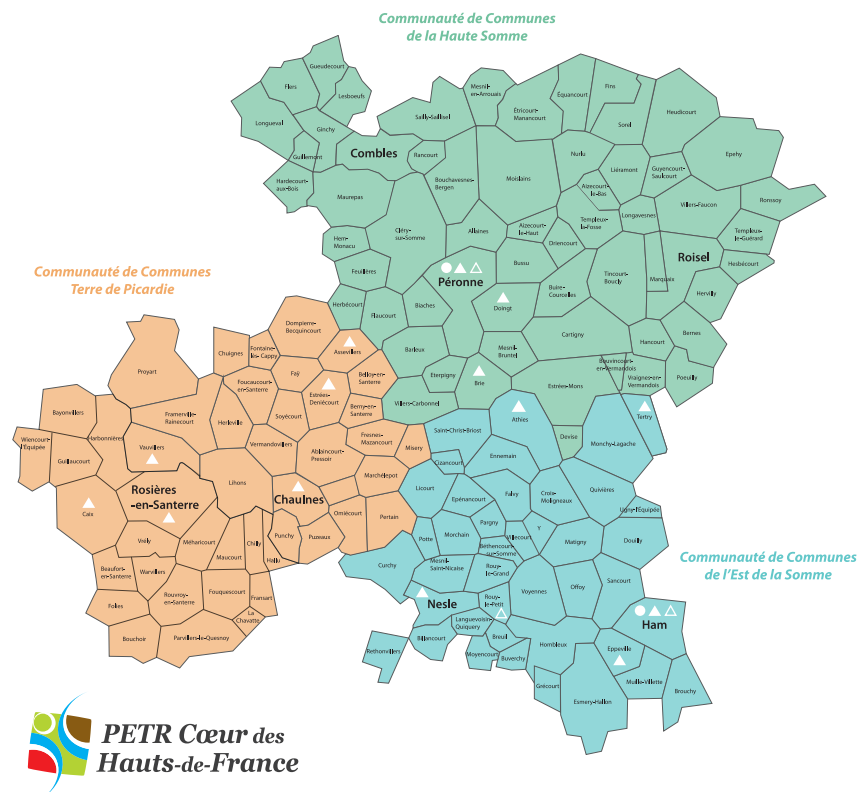 Communauté de Communes
de la Haute Somme
Gueudecourt
Flers
Lesboeufs
Longueval
Ginchy
Guillemont
Combles
Hardecourt-
aux-Bois
Sailly-Saillisel
Mesnil-
en-Arrouais
Étricourt-
Manancourt
Équancourt
Fins
Sorel
Heudicourt
Rancourt
Bouchavesnes-
Bergen
Moislains
Nurlu
Liéramont
Guyencourt-
Saulcourt
Epehy
Maurepas
Cléry-
sur-Somme
Aizecourt-
le-Bas
Villers-Faucon
Ronssoy
Templeux-
la-Fosse
Longavesnes
Templeux-
le-Guérard
Hem-
Monacu
Allaines
Aizecourt-
le-Haut
Driencourt
Feuillères
Bussu
Tincourt-
Boucly
Marquaix
Roisel
Hesbécourt
Hervilly
Péronne
Buire-
Courcelles
Herbécourt
Flaucourt
Biaches
Doingt
Cartigny
Hancourt
Bernes
Barleux
Mesnil-
Bruntel
Bouvincourt-
en-Vermandois
Vraignes-en-
Vermandois
Poeuilly
Eterpigny
Brie
Estrées-Mons
Villers-Carbonnel
Devise
Communauté de Communes
Terre de Picardie
Dompierre-
Becquincourt
Assevillers
Chuignes
Fontaine-
lès-Cappy
Proyart
Faÿ
Belloy-en-
Santerre
Foucaucourt-
en-Santerre
Estrées-
Deniécourt
Berny-en-
Santerre
Bayonvillers
Framerville-
Rainecourt
Herleville
Soyécourt
Wiencourt-
l'Équipée
Harbonnières
Vauvillers
Vermandovillers
Fresnes-
Mazancourt
Misery
Guillaucourt
Ablaincourt-
Pressoir
Marchélepot
Lihons
Rosières
-en-Santerre
Chaulnes
Caix
Omiécourt
Pertain
Vrély
Méharicourt
Chilly
Punchy
Puzeaux
Maucourt
Hallu
Beaufort-
en-Santerre
Warvillers
Rouvroy-
en-Santerre
Fouquescourt
Fransart
Folies
La
Chavatte
Bouchoir
Parvillers-le-Quesnoy
Communauté de Communes
de l'Est de la Somme
Saint-Christ-Briost
Athies
Tertry
Ennemain
Monchy-Lagache
Cizancourt
Licourt
Falvy
Croix-
Moligneaux
Quivières
Epénancourt
Ugny-l'Équipée
Pargny
Y
Potte
Morchain
Villecourt
Matigny
Douilly
Béthencourt-
sur-Somme
Curchy
Mesnil-
Saint-Nicaise
Rouy-
le-Grand
Voyennes
Offoy
Sancourt
Nesle
Rouy-
le-Petit
Languevoisin-
Quiquery
Ham
Rethonvillers
Billancourt
Breuil
Moyencourt
Buverchy
Hombleux
Eppeville
Muille-Villette
Grécourt
Esmery-Hallon
Brouchy
PETR Cœur des
Hauts-de-France